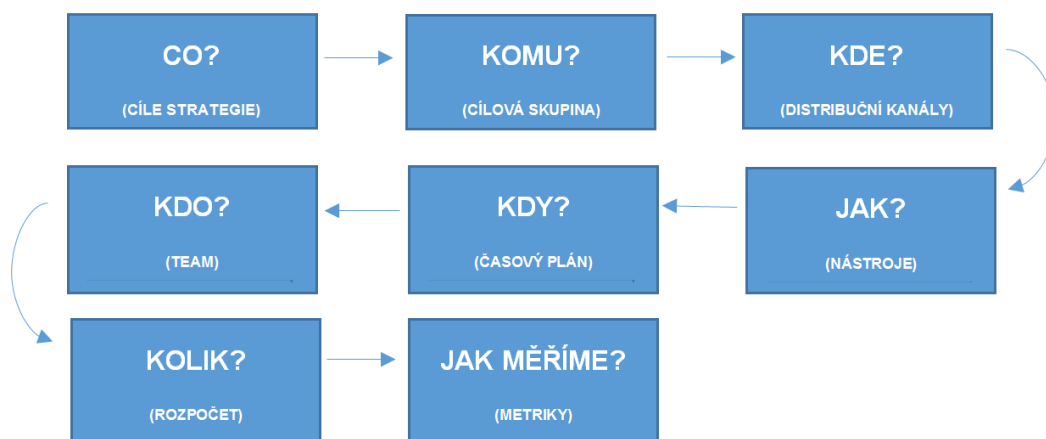 CO?
(CÍLE STRATEGIE)
KOMU?
(CÍLOVÁ SKUPINA)
KDE?
(DISTRIBUČNÍ KANÁLY)
JAK?
(NÁSTROJE)
KDY?
(ČASOVÝ PLÁN)
KDO?
(TEAM)
KOLIK?
(ROZPOČET)
JAK MĚŘÍME?
(METRIKY)